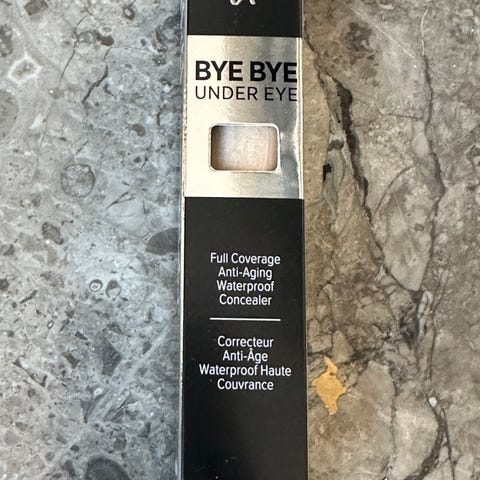 BYE BYE
UNDER EYE
Full Coverage
Anti-Aging
Waterproof
Concealer
Correcteur
Anti-Âge
Waterproof Haute
Couvrance